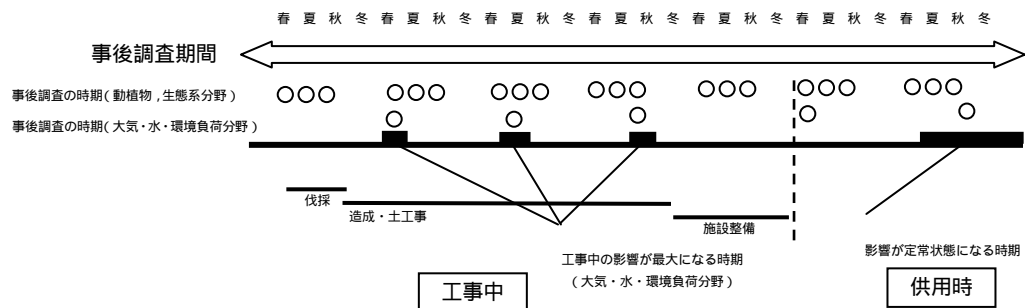 春 夏 秋 冬 春 夏 秋 冬 春 夏 秋 冬 春 夏 秋 冬 春 夏 秋 冬 春 夏 秋 冬 春 夏 秋 冬
事後調査期間
事後調査の時期(動植物,生態系分野)
事後調査の時期(大気・水・環境負荷分野)
伐採
造成・土工事
施設整備
工事中の影響が最大になる時期
(大気・水・環境負荷分野)
影響が定常状態になる時期
工事中
供用時